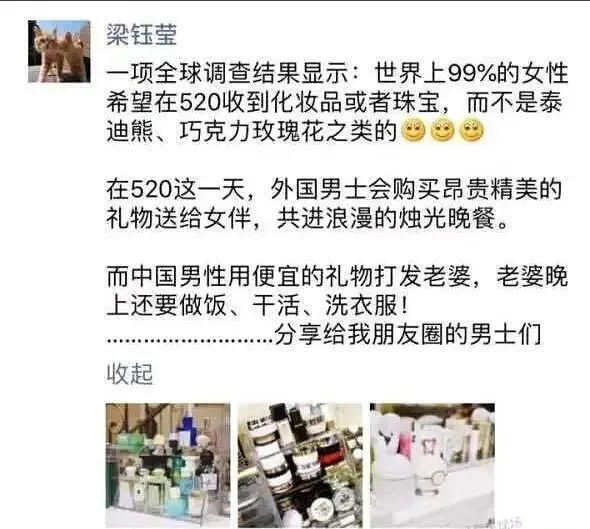 梁钰莹
一项全球调查结果显示：世界上99%的女性
希望在520收到化妆品或者珠宝，而不是泰
迪熊、巧克力玫瑰花之类的
在520这一天，外国男士会购买昂贵精美的
礼物送给女伴，共进浪漫的烛光晚餐。
而中国男性用便宜的礼物打发老婆，老婆晚
上还要做饭、干活、洗衣服！
………………………分享给我朋友圈的男士们
收起